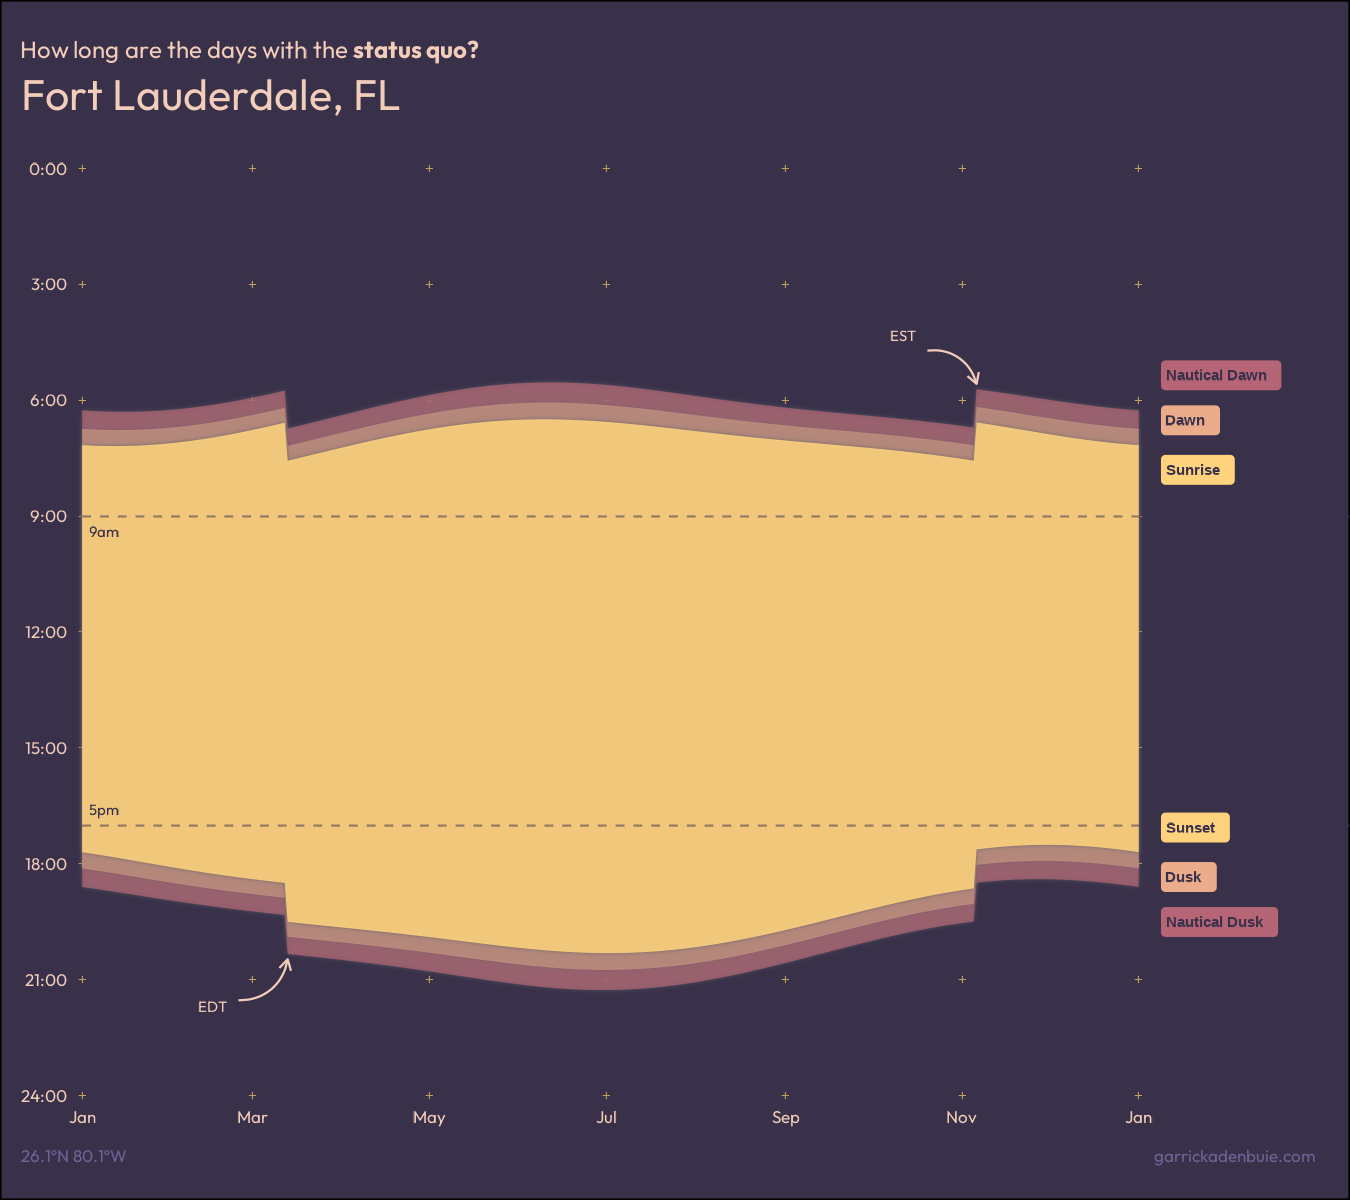 How long are the days with the status quo?
Fort Lauderdale, FL
0:00
3:00
EST
Nautical Dawn
6:00
Dawn
Sunrise
9:00
9am
12:00
15:00
5pm
Sunset
18:00
Dusk
Nautical Dusk
21:00
EDT
24:00
Jan Mar May Jul Sep Nov Jan
26.1°N 80.1°W
garrickadenbuie.com